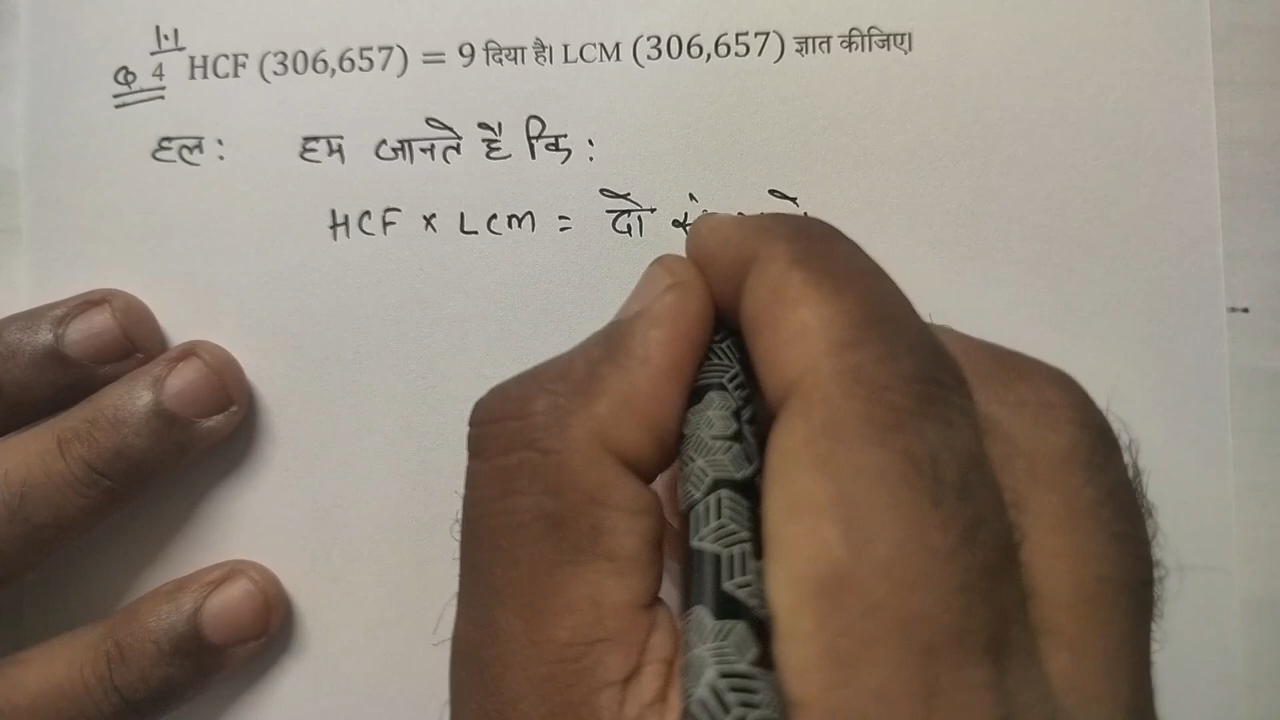 1.1
Q. 4 HCF (306,657) = 9 दिया है। LCM (306,657) ज्ञात कीजिए।
हल : हम जानते है कि :
HCF × LCM = दो